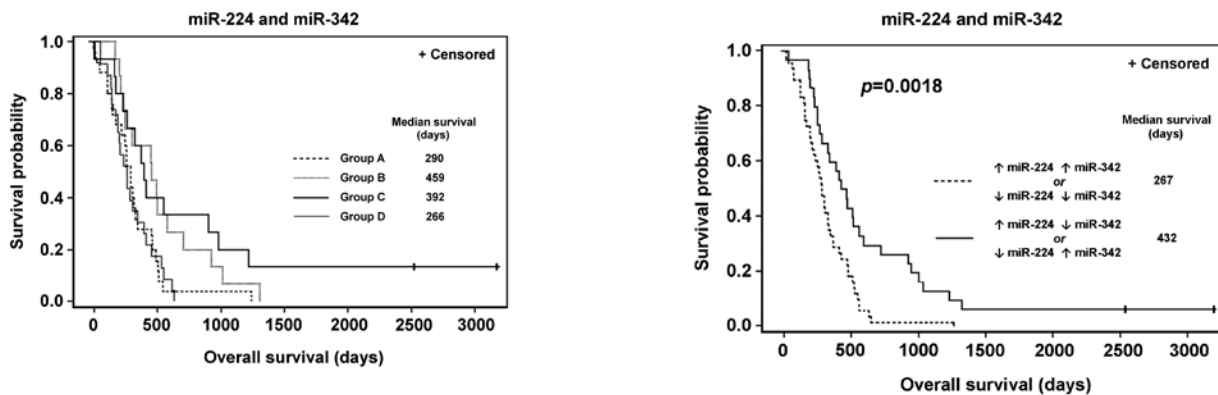 miR-224 and miR-342
+ Censored
Median survival
(days)
Group A 290
Group B 459
Group C 392
Group D 266
Survival probability
1.0
0.8
0.6
0.4
0.2
0.0
0 500 1000 1500 2000 2500 3000
Overall survival (days)
miR-224 and miR-342
+ Censored
p=0.0018
Median survival
(days)
↑ miR-224 ↑ miR-342
or 267
↓ miR-224 ↓ miR-342
↑ miR-224 ↓ miR-342
or 432
↓ miR-224 ↑ miR-342
Survival probability
1.0
0.8
0.6
0.4
0.2
0.0
0 500 1000 1500 2000 2500 3000
Overall survival (days)